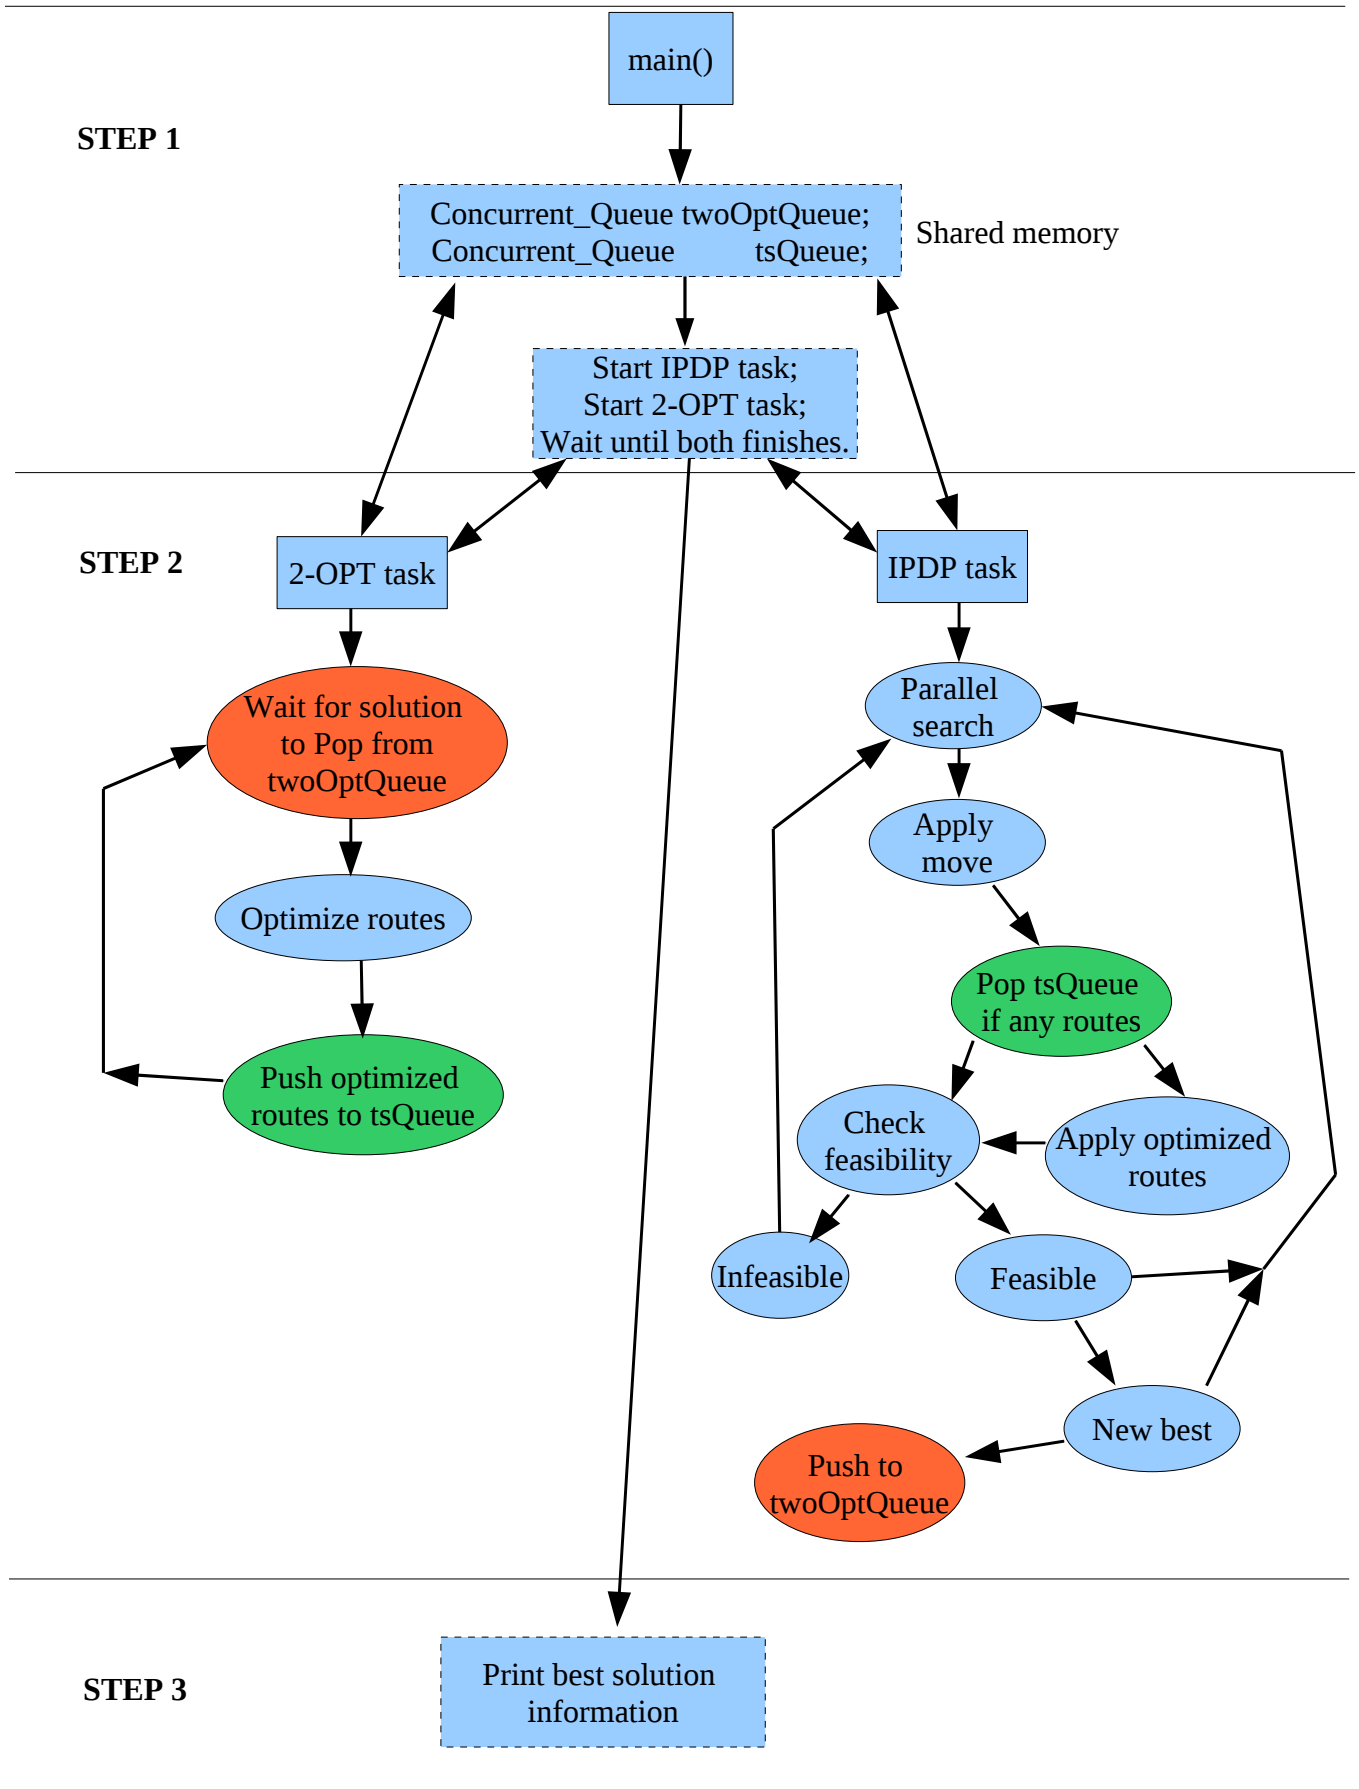 main()
STEP 1
Concurrent_Queue twoOptQueue;
Concurrent_Queue tsQueue;
Shared memory
Start IPDP task;
Start 2-OPT task;
Wait until both finishes.
STEP 2
2-OPT task
IPDP task
Wait for solution
to Pop from
twoOptQueue
Optimize routes
Push optimized
routes to tsQueue
Parallel
search
Apply
move
Pop tsQueue
if any routes
Check
feasibility
Apply optimized
routes
Infeasible
Feasible
New best
Push to
twoOptQueue
STEP 3
Print best solution
information